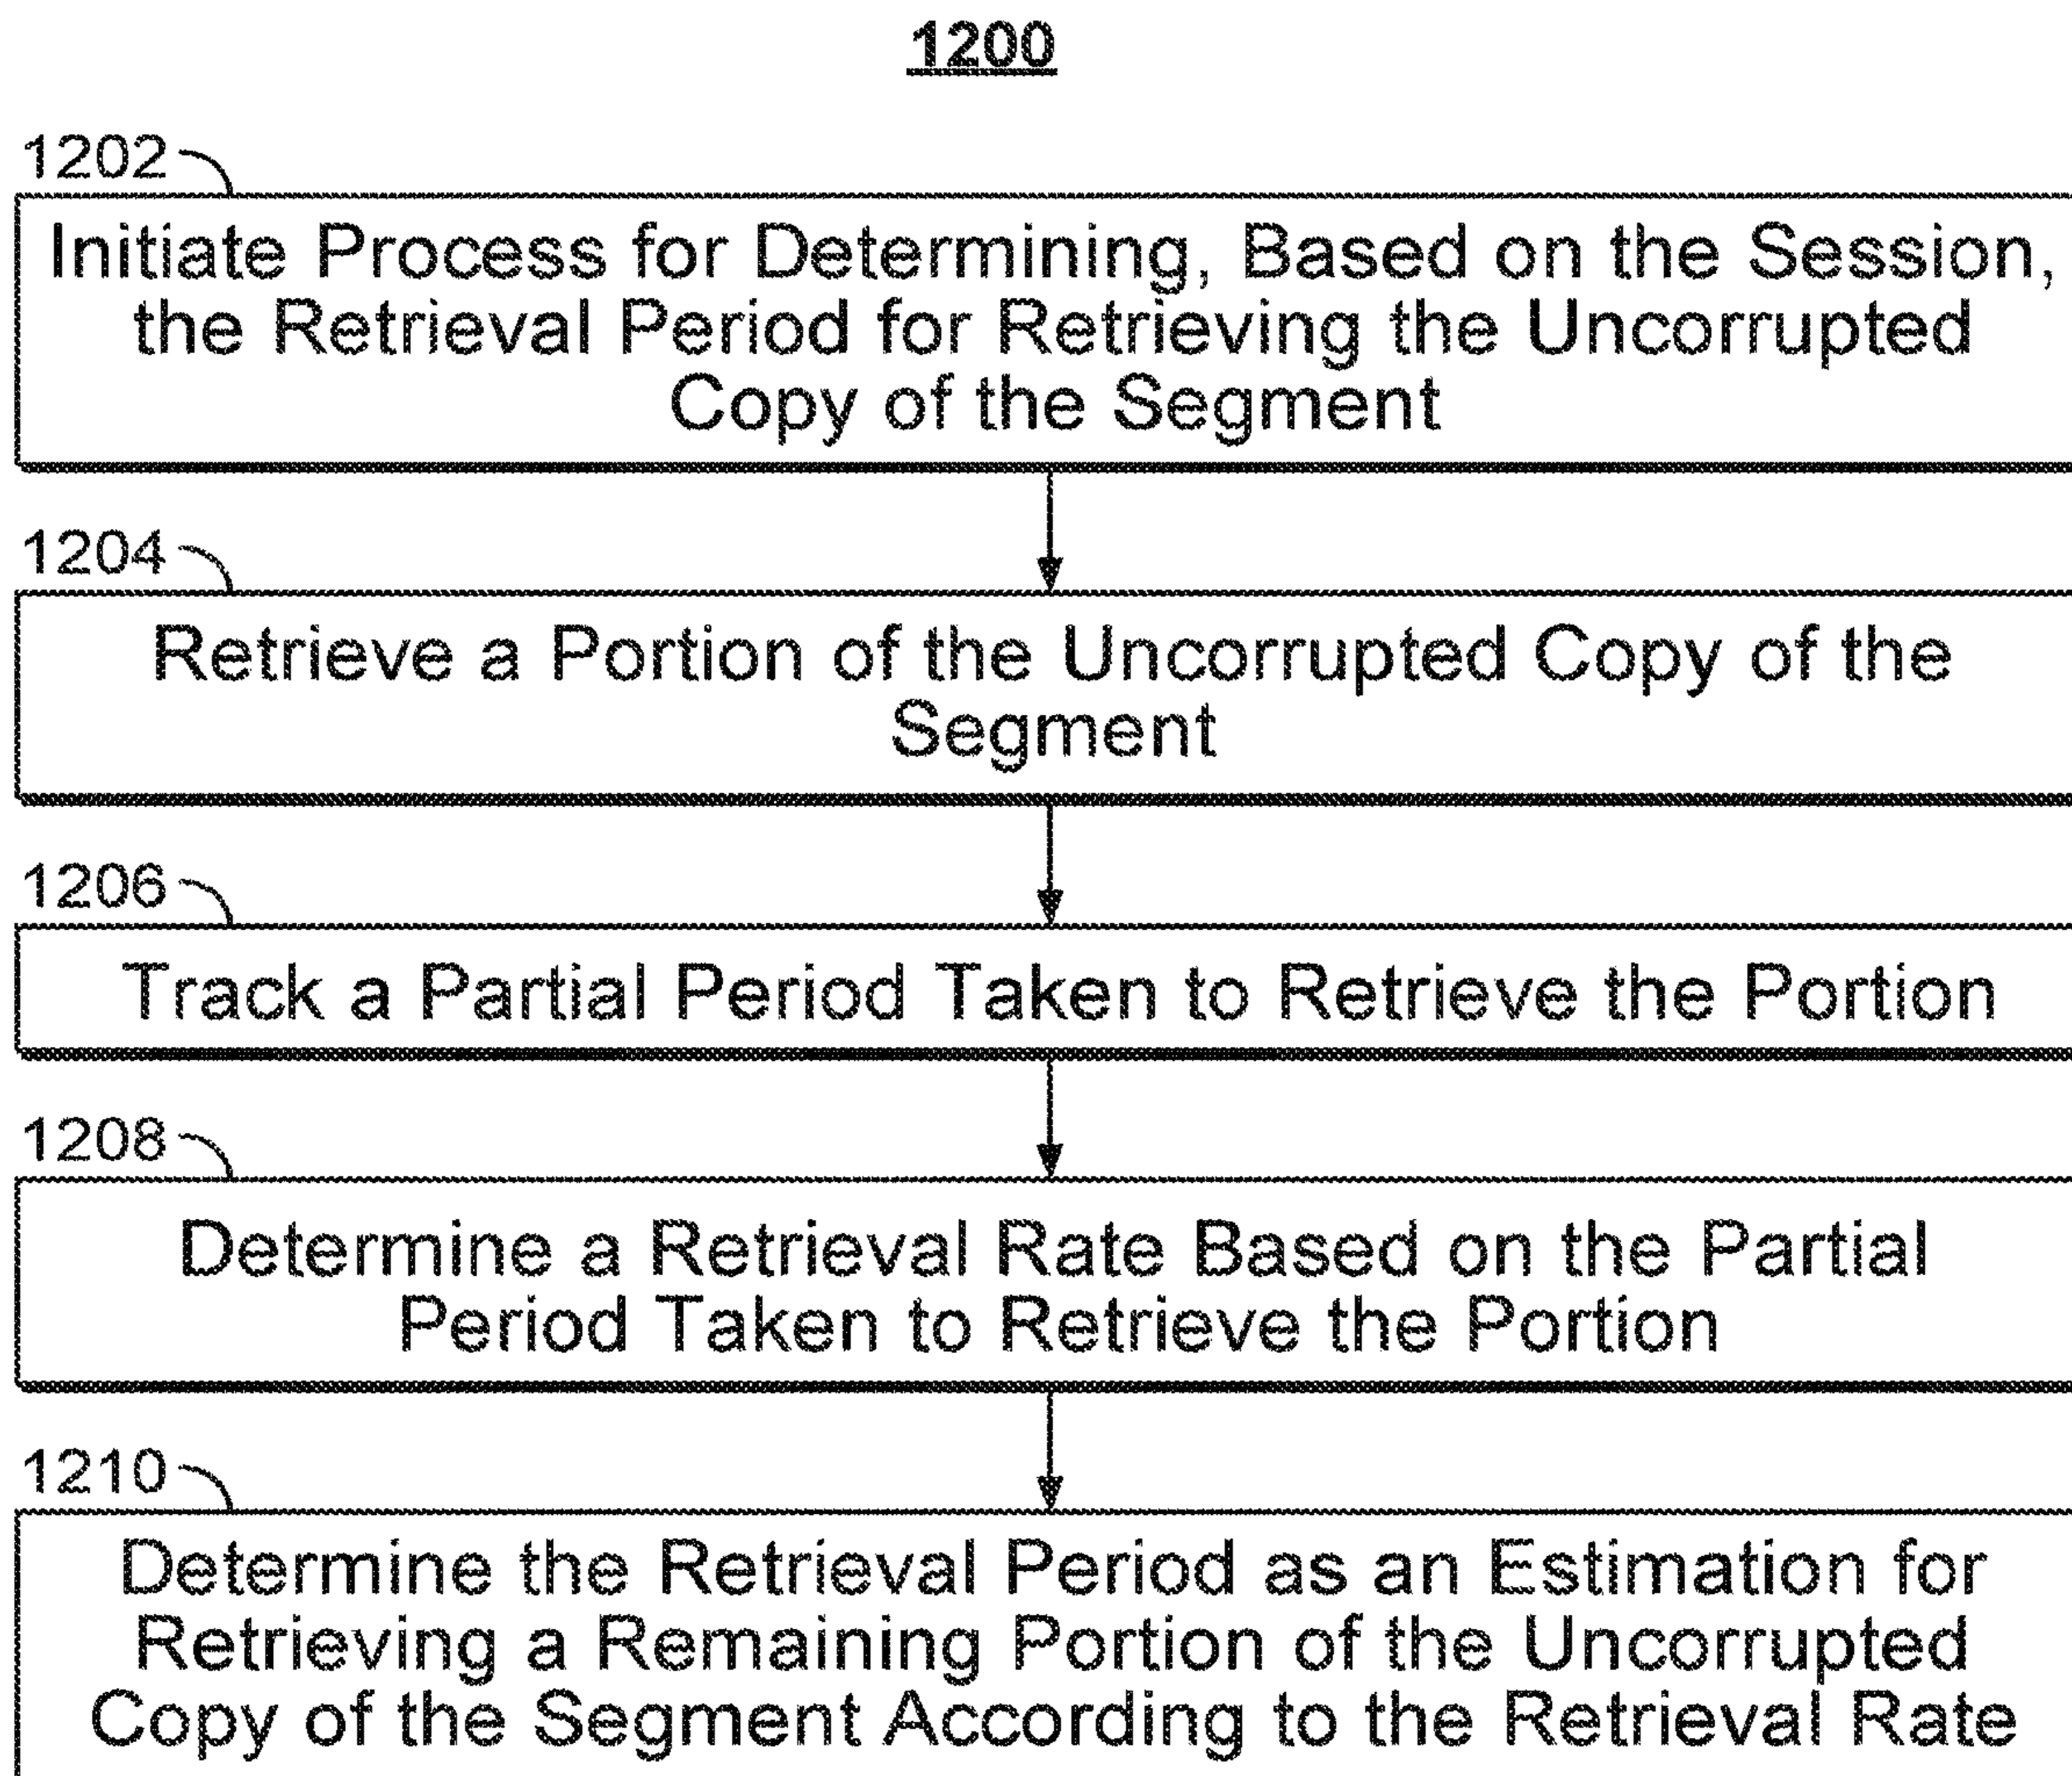 1200
1202
Initiate Process for Determining, Based on the Session,
the Retrieval Period for Retrieving the Uncorrupted
Copy of the Segment
1204
Retrieve a Portion of the Uncorrupted Copy of the
Segment
1206
Track a Partial Period Taken to Retrieve the Portion
1208
Determine a Retrieval Rate Based on the Partial
Period Taken to Retrieve the Portion
1210
Determine the Retrieval Period as an Estimation for
Retrieving a Remaining Portion of the Uncorrupted
Copy of the Segment According to the Retrieval Rate